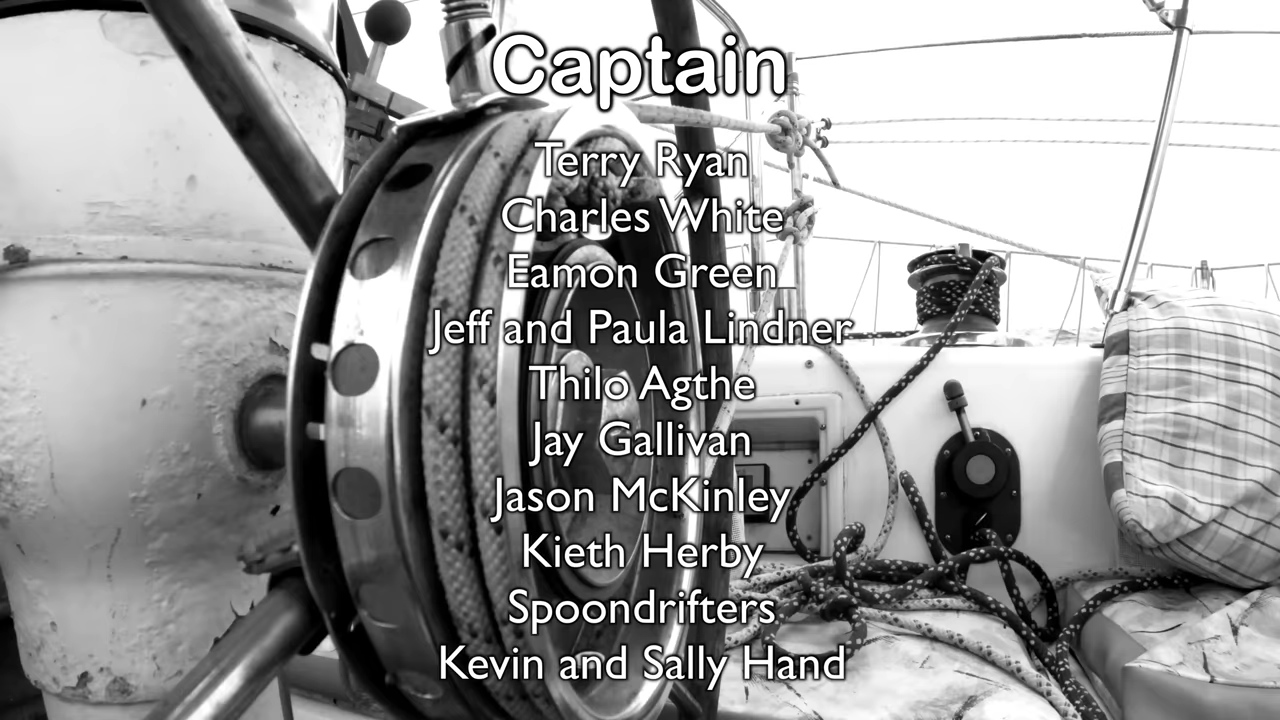 Captain
Terry Ryan
Charles White
Eamon Green
Jeff and Paula Lindner
Thilo Agthe
Jay Gallivan
Jason McKinley
Kieth Herby
Spoondrifters
Kevin and Sally Hand